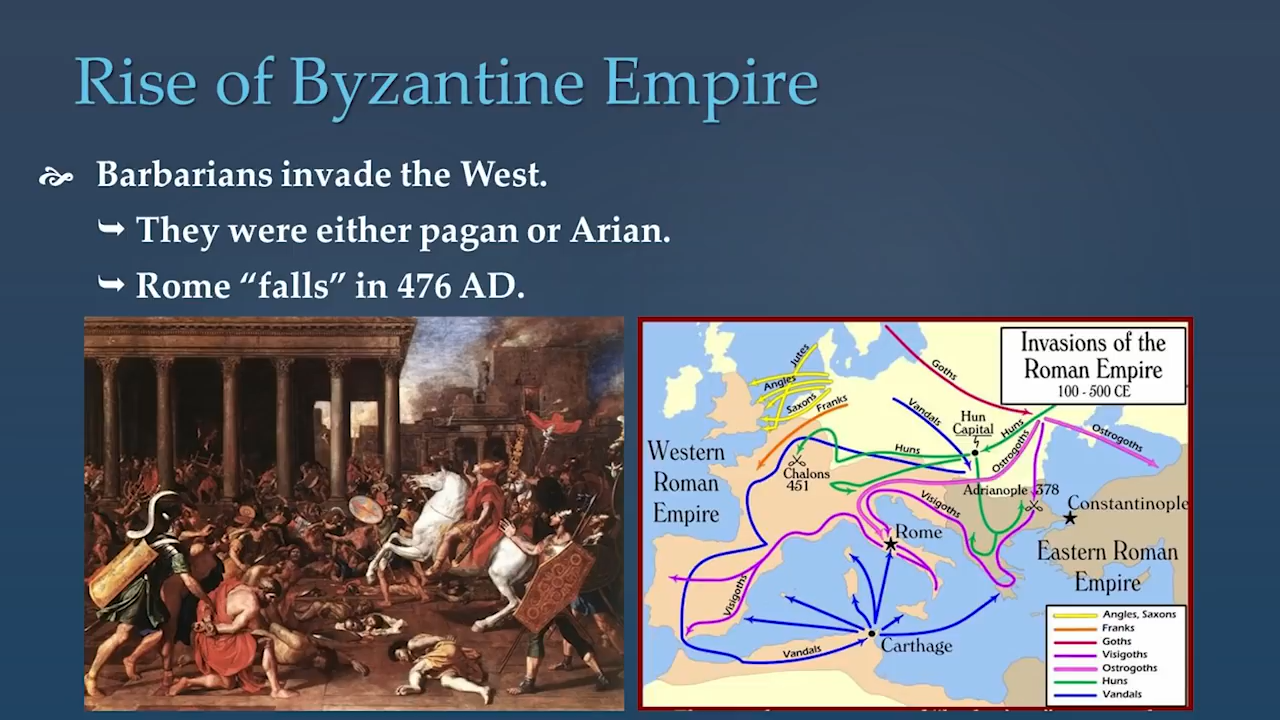 Rise of Byzantine Empire
Barbarians invade the West.
They were either pagan or Arian.
Rome “falls” in 476 AD.
Invasions of the
Roman Empire
100 - 500 CE
Jutes
Angles
Saxons
Franks
Goths
Vandals
Hun
Capital
Huns
Ostrogoths
Huns
Ostrogoths
Western
Roman
Empire
Chalons
451
Adrianople 378
Visigoths
Constantinople
Rome
Eastern Roman
Empire
Visigoths
Vandals
Carthage
Angles, Saxons
Franks
Goths
Visigoths
Ostrogoths
Huns
Vandals